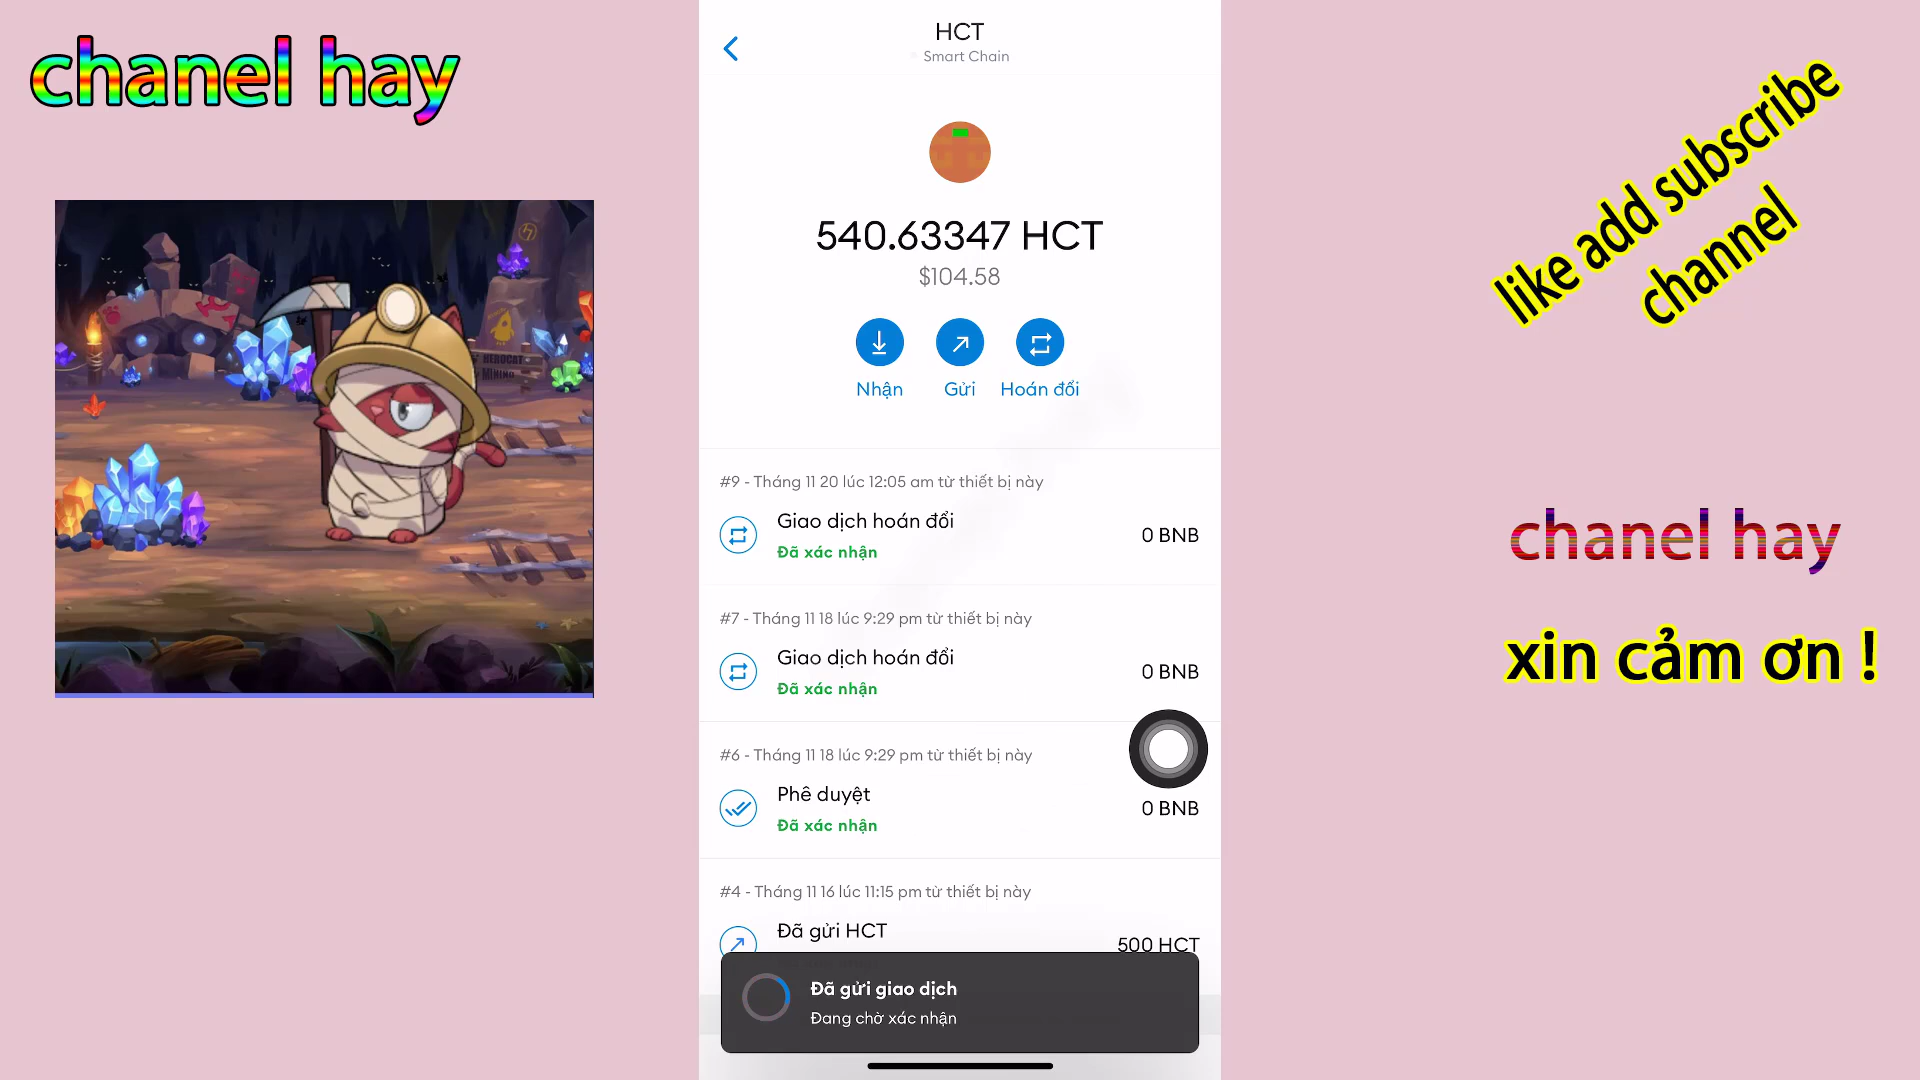 chanel hay
HEROCAT
MINING
HCT
Smart Chain
540.63347 HCT
$104.58
Nhận
Gửi
Hoán đổi
#9 - Tháng 11 20 lúc 12:05 am từ thiết bị này
Giao dịch hoán đổi
0 BNB
Đã xác nhận
#7 - Tháng 11 18 lúc 9:29 pm từ thiết bị này
Giao dịch hoán đổi
0 BNB
Đã xác nhận
#6 - Tháng 11 18 lúc 9:29 pm từ thiết bị này
Phê duyệt
0 BNB
Đã xác nhận
#4 - Tháng 11 16 lúc 11:15 pm từ thiết bị này
Đã gửi HCT
500 HCT
Đã gửi giao dịch
Đang chờ xác nhận
like add subscribe
channel
chanel hay
xin cảm ơn !